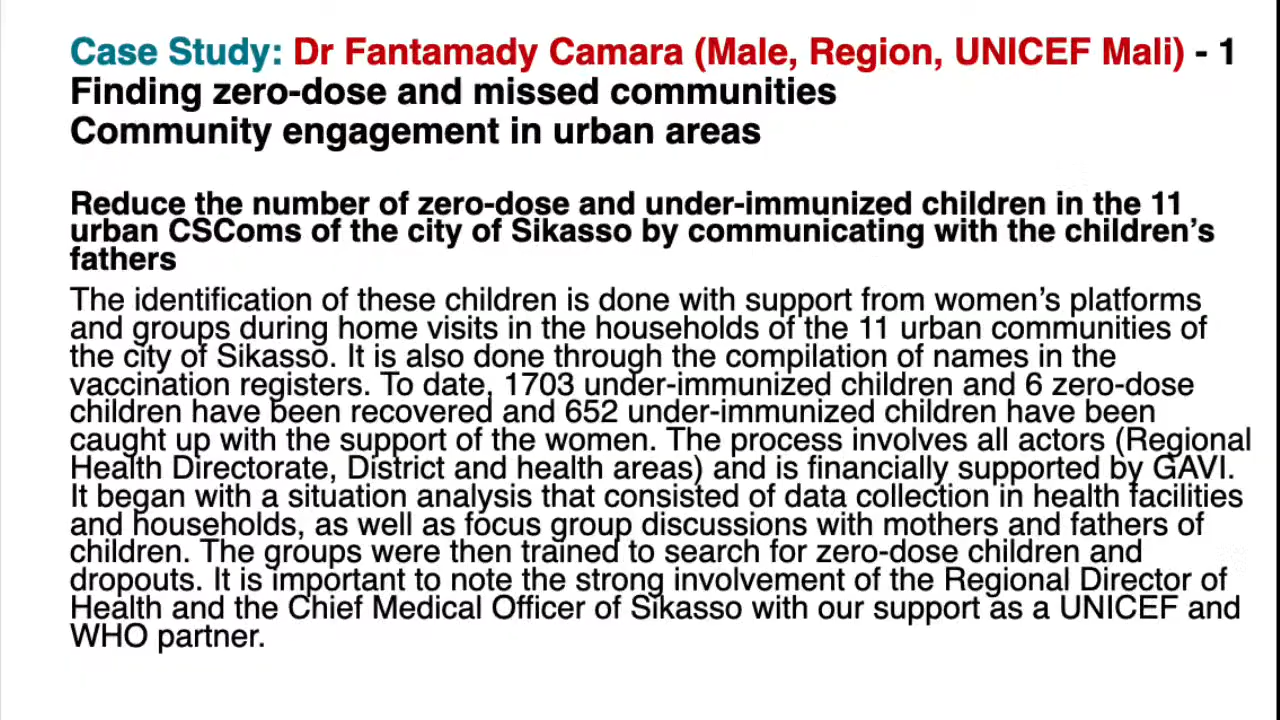 Case Study: Dr Fantamady Camara (Male, Region, UNICEF Mali) - 1
Finding zero-dose and missed communities
Community engagement in urban areas
Reduce the number of zero-dose and under-immunized children in the 11
urban CSComs of the city of Sikasso by communicating with the children’s
fathers
The identification of these children is done with support from women’s platforms
and groups during home visits in the households of the 11 urban communities of
the city of Sikasso. It is also done through the compilation of names in the
vaccination registers. To date, 1703 under-immunized children and 6 zero-dose
children have been recovered and 652 under-immunized children have been
caught up with the support of the women. The process involves all actors (Regional
Health Directorate, District and health areas) and is financially supported by GAVI.
It began with a situation analysis that consisted of data collection in health facilities
and households, as well as focus group discussions with mothers and fathers of
children. The groups were then trained to search for zero-dose children and
dropouts. It is important to note the strong involvement of the Regional Director of
Health and the Chief Medical Officer of Sikasso with our support as a UNICEF and
WHO partner.